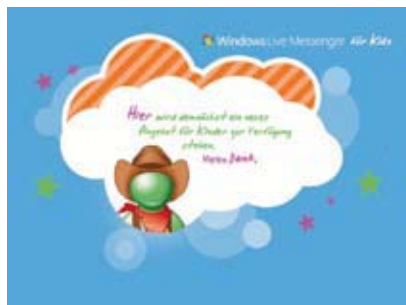 Windows Live Messenger für Kids
Hier wird demnächst ein neues
Angebot für Kinder zur Verfügung
stehen.
Vielen Dank.